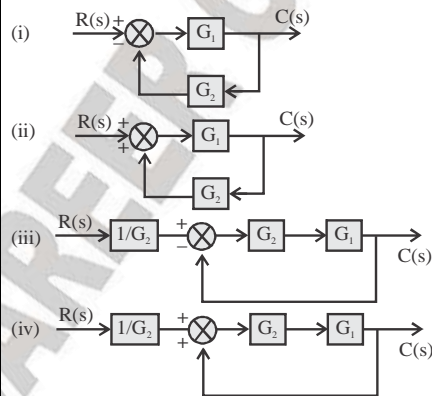 (i) R(s) + − G₁ C(s)
G₂
(ii) R(s) + + G₁ C(s)
G₂
(iii) R(s) 1/G₂ + − G₂ G₁ C(s)
(iv) R(s) 1/G₂ + + G₂ G₁ C(s)